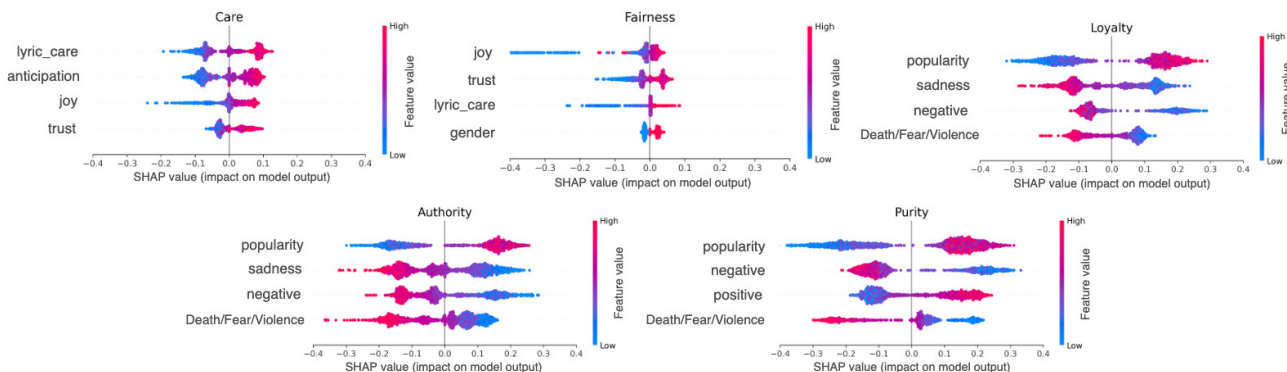 Care
High
lyric_care
anticipation
joy
trust
Feature value
Low
−0.4 −0.3 −0.2 −0.1 0.0 0.1 0.2 0.3 0.4
SHAP value (impact on model output)
Fairness
High
joy
trust
lyric_care
gender
Feature value
Low
−0.4 −0.3 −0.2 −0.1 0.0 0.1 0.2 0.3 0.4
SHAP value (impact on model output)
Loyalty
High
popularity
sadness
negative
Death/Fear/Violence
Feature value
Low
−0.4 −0.3 −0.2 −0.1 0.0 0.1 0.2 0.3 0.4
SHAP value (impact on model output)
Authority
High
popularity
sadness
negative
Death/Fear/Violence
Feature value
Low
−0.4 −0.3 −0.2 −0.1 0.0 0.1 0.2 0.3 0.4
SHAP value (impact on model output)
Purity
High
popularity
negative
positive
Death/Fear/Violence
Feature value
Low
−0.4 −0.3 −0.2 −0.1 0.0 0.1 0.2 0.3 0.4
SHAP value (impact on model output)